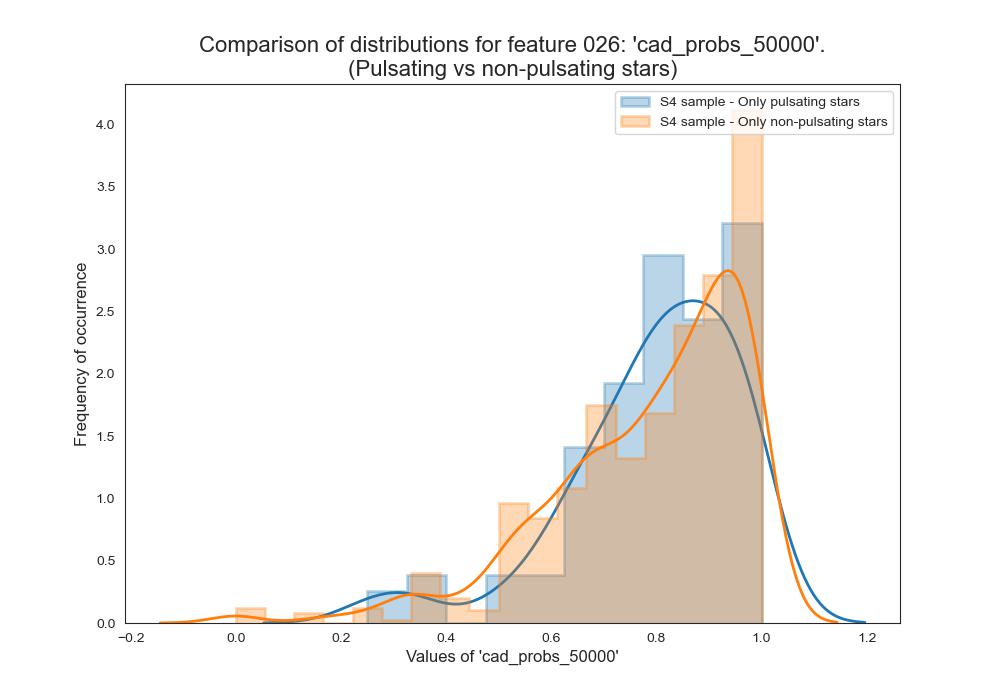 Comparison of distributions for feature 026: 'cad_probs_50000'.
(Pulsating vs non-pulsating stars)
S4 sample - Only pulsating stars
S4 sample - Only non-pulsating stars
Frequency of occurrence
4.0
3.5
3.0
2.5
2.0
1.5
1.0
0.5
0.0
−0.2 0.0 0.2 0.4 0.6 0.8 1.0 1.2
Values of 'cad_probs_50000'